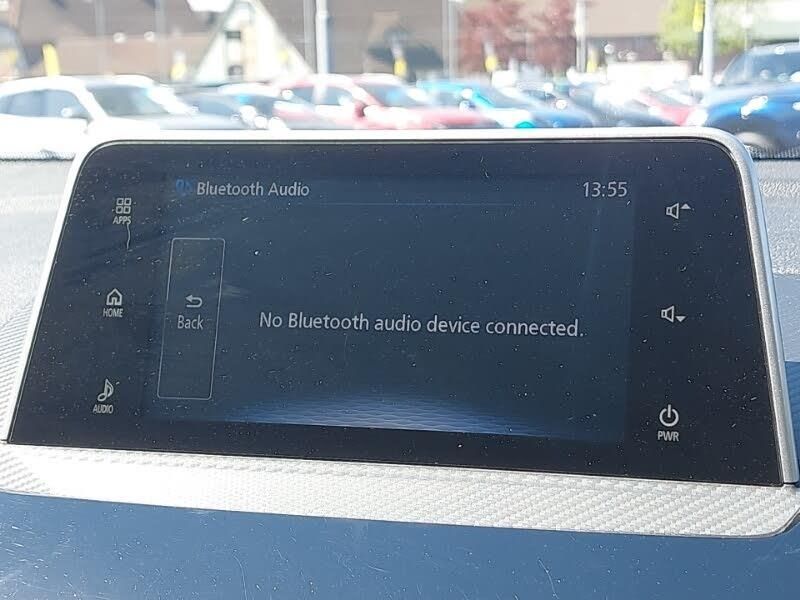 Bluetooth Audio
13:55
APPS
HOME
AUDIO
Back
No Bluetooth audio device connected.
PWR